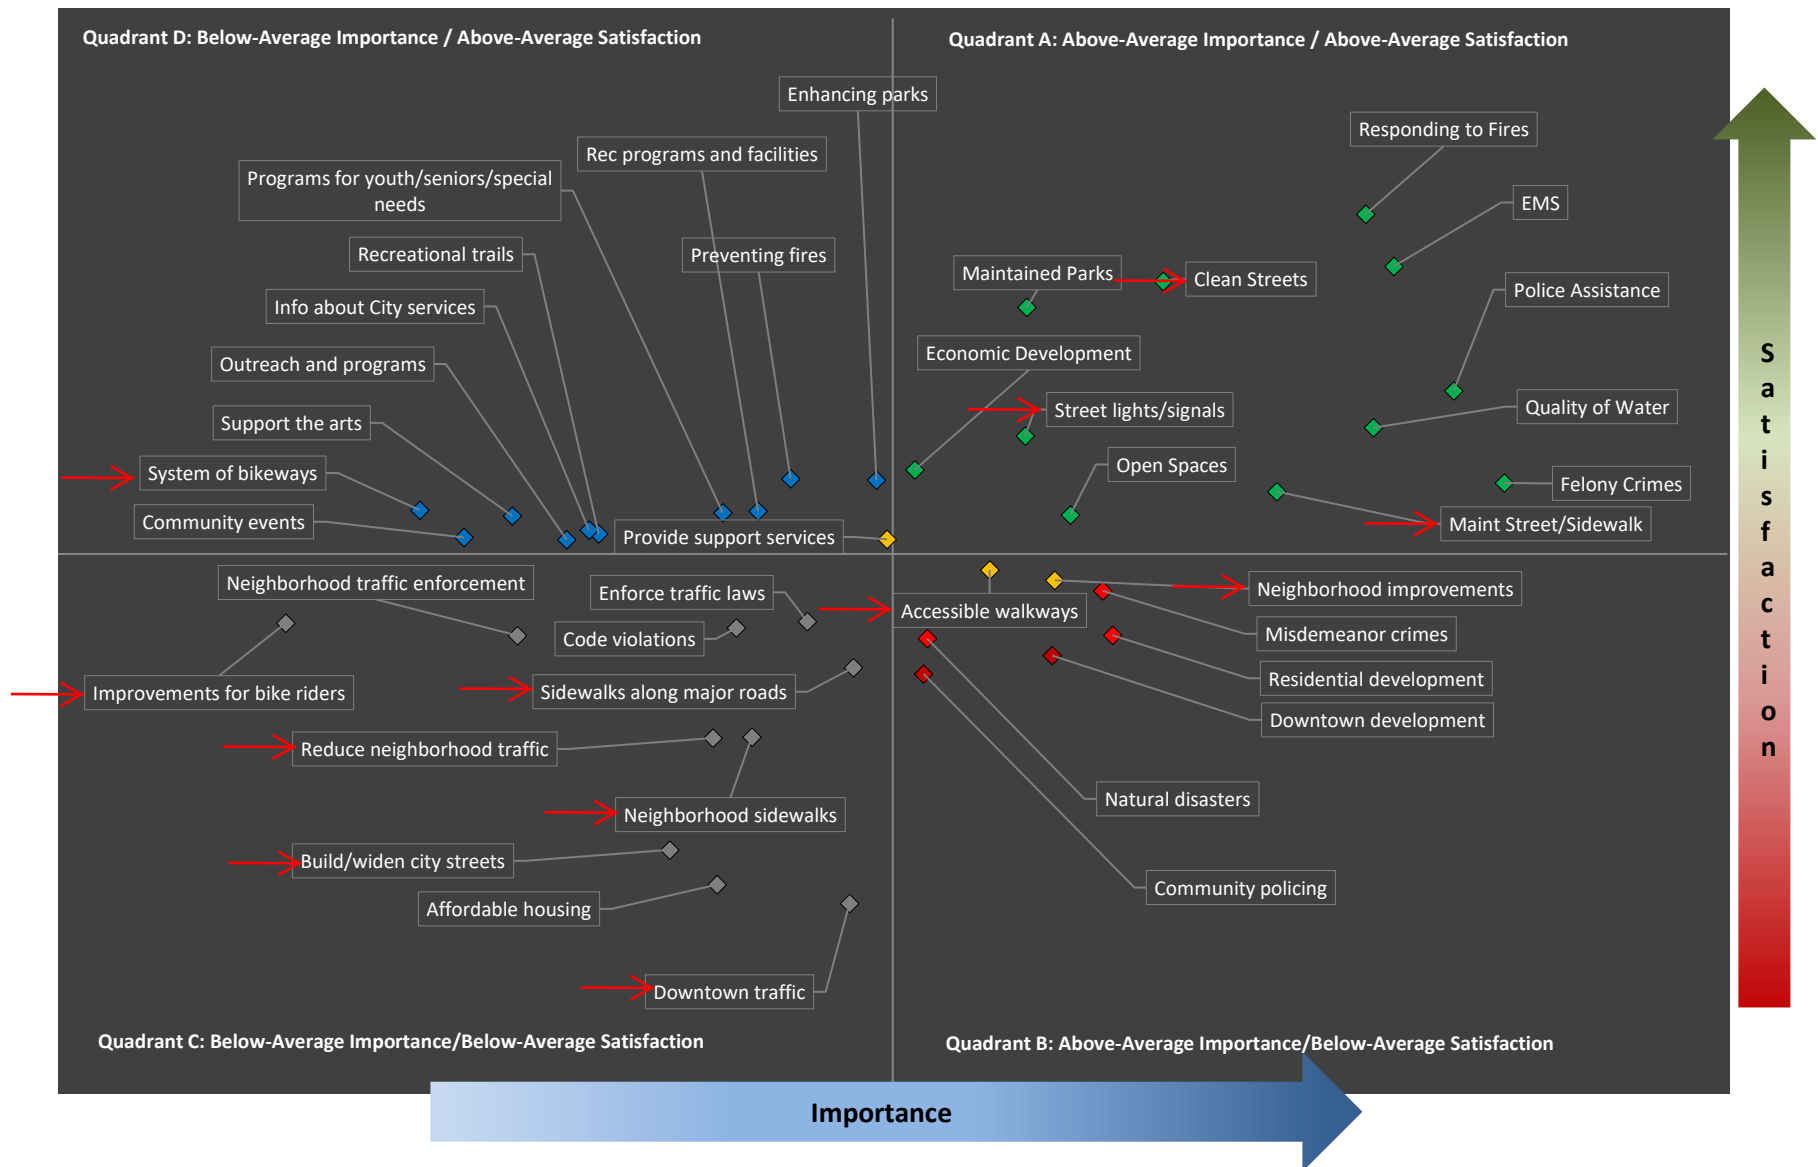 Quadrant D: Below-Average Importance / Above-Average Satisfaction
Quadrant A: Above-Average Importance / Above-Average Satisfaction
Enhancing parks
Responding to Fires
Rec programs and facilities
Programs for youth/seniors/special
needs
EMS
Recreational trails
Preventing fires
Maintained Parks
Clean Streets
Police Assistance
Info about City services
Economic Development
Outreach and programs
Street lights/signals
Quality of Water
Support the arts
Open Spaces
System of bikeways
Felony Crimes
Community events
Provide support services
Maint Street/Sidewalk
Neighborhood traffic enforcement
Enforce traffic laws
Neighborhood improvements
Accessible walkways
Code violations
Misdemeanor crimes
Improvements for bike riders
Sidewalks along major roads
Residential development
Downtown development
Reduce neighborhood traffic
Natural disasters
Neighborhood sidewalks
Build/widen city streets
Community policing
Affordable housing
Downtown traffic
Quadrant C: Below-Average Importance/Below-Average Satisfaction
Quadrant B: Above-Average Importance/Below-Average Satisfaction
Importance
Satisfaction